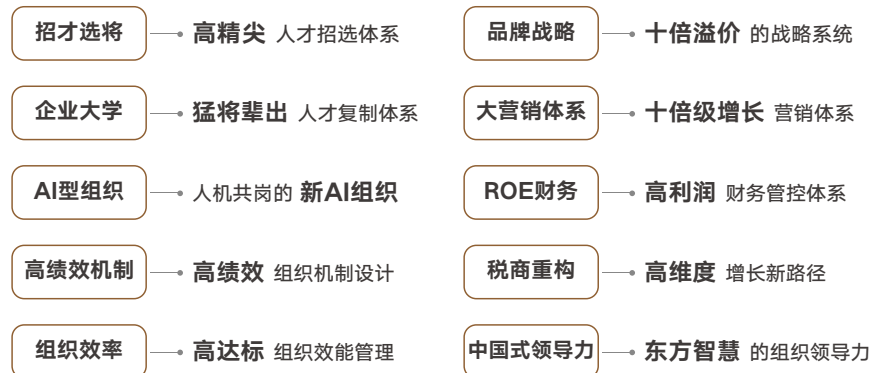 招才选将 高精尖 人才招选体系
品牌战略 十倍溢价 的战略系统
企业大学 猛将辈出 人才复制体系
大营销体系 十倍级增长 营销体系
AI型组织 人机共岗的 新AI组织
ROE财务 高利润 财务管控体系
高绩效机制 高绩效 组织机制设计
税商重构 高维度 增长新路径
组织效率 高达标 组织效能管理
中国式领导力 东方智慧 的组织领导力